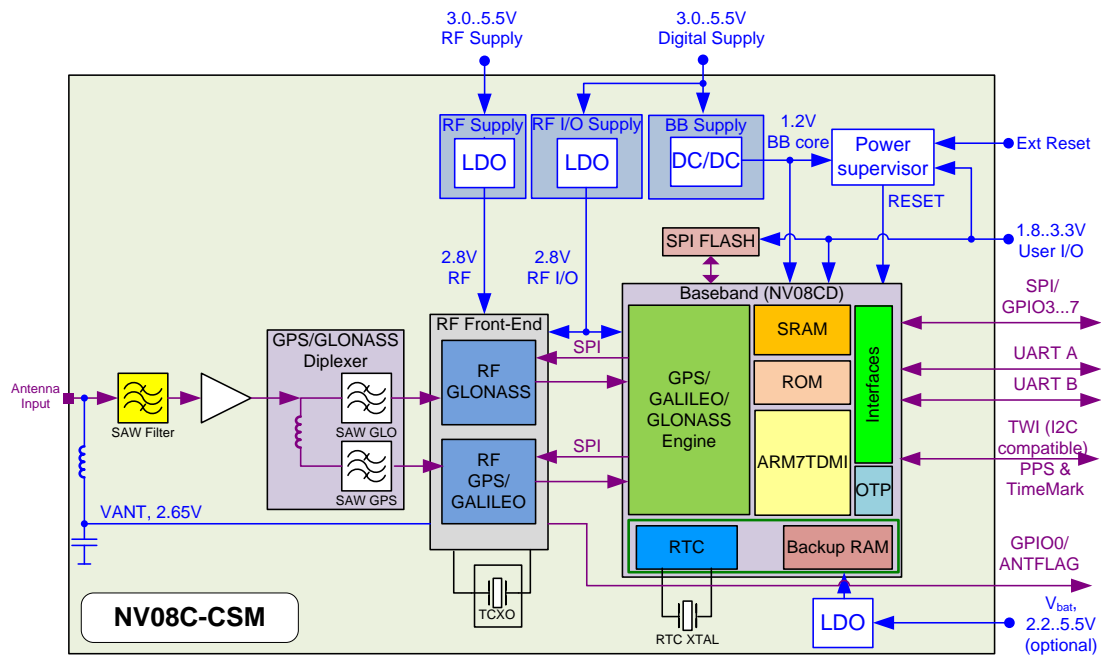 3.0..5.5V
RF Supply
3.0..5.5V
Digital Supply
RF Supply
LDO
RF I/O Supply
LDO
BB Supply
DC/DC
1.2V
BB core
Power
supervisor
Ext Reset
RESET
SPI FLASH
1.8..3.3V
User I/O
2.8V
RF
2.8V
RF I/O
Baseband (NV08CD)
SPI/
GPIO3...7
RF Front-End
GPS/GLONASS
Diplexer
SPI
SRAM
RF
GLONASS
UART A
Antenna
Input
ROM
Interfaces
UART B
GPS/
GALILEO/
GLONASS
Engine
SAW Filter
SAW GLO
TWI (I2C
compatible)
PPS &
TimeMark
SPI
RF
GPS/
GALILEO
ARM7TDMI
SAW GPS
OTP
VANT, 2.65V
RTC
Backup RAM
GPIO0/
ANTFLAG
TCXO
NV08C-CSM
RTC XTAL
LDO
Vbat,
2.2..5.5V
(optional)